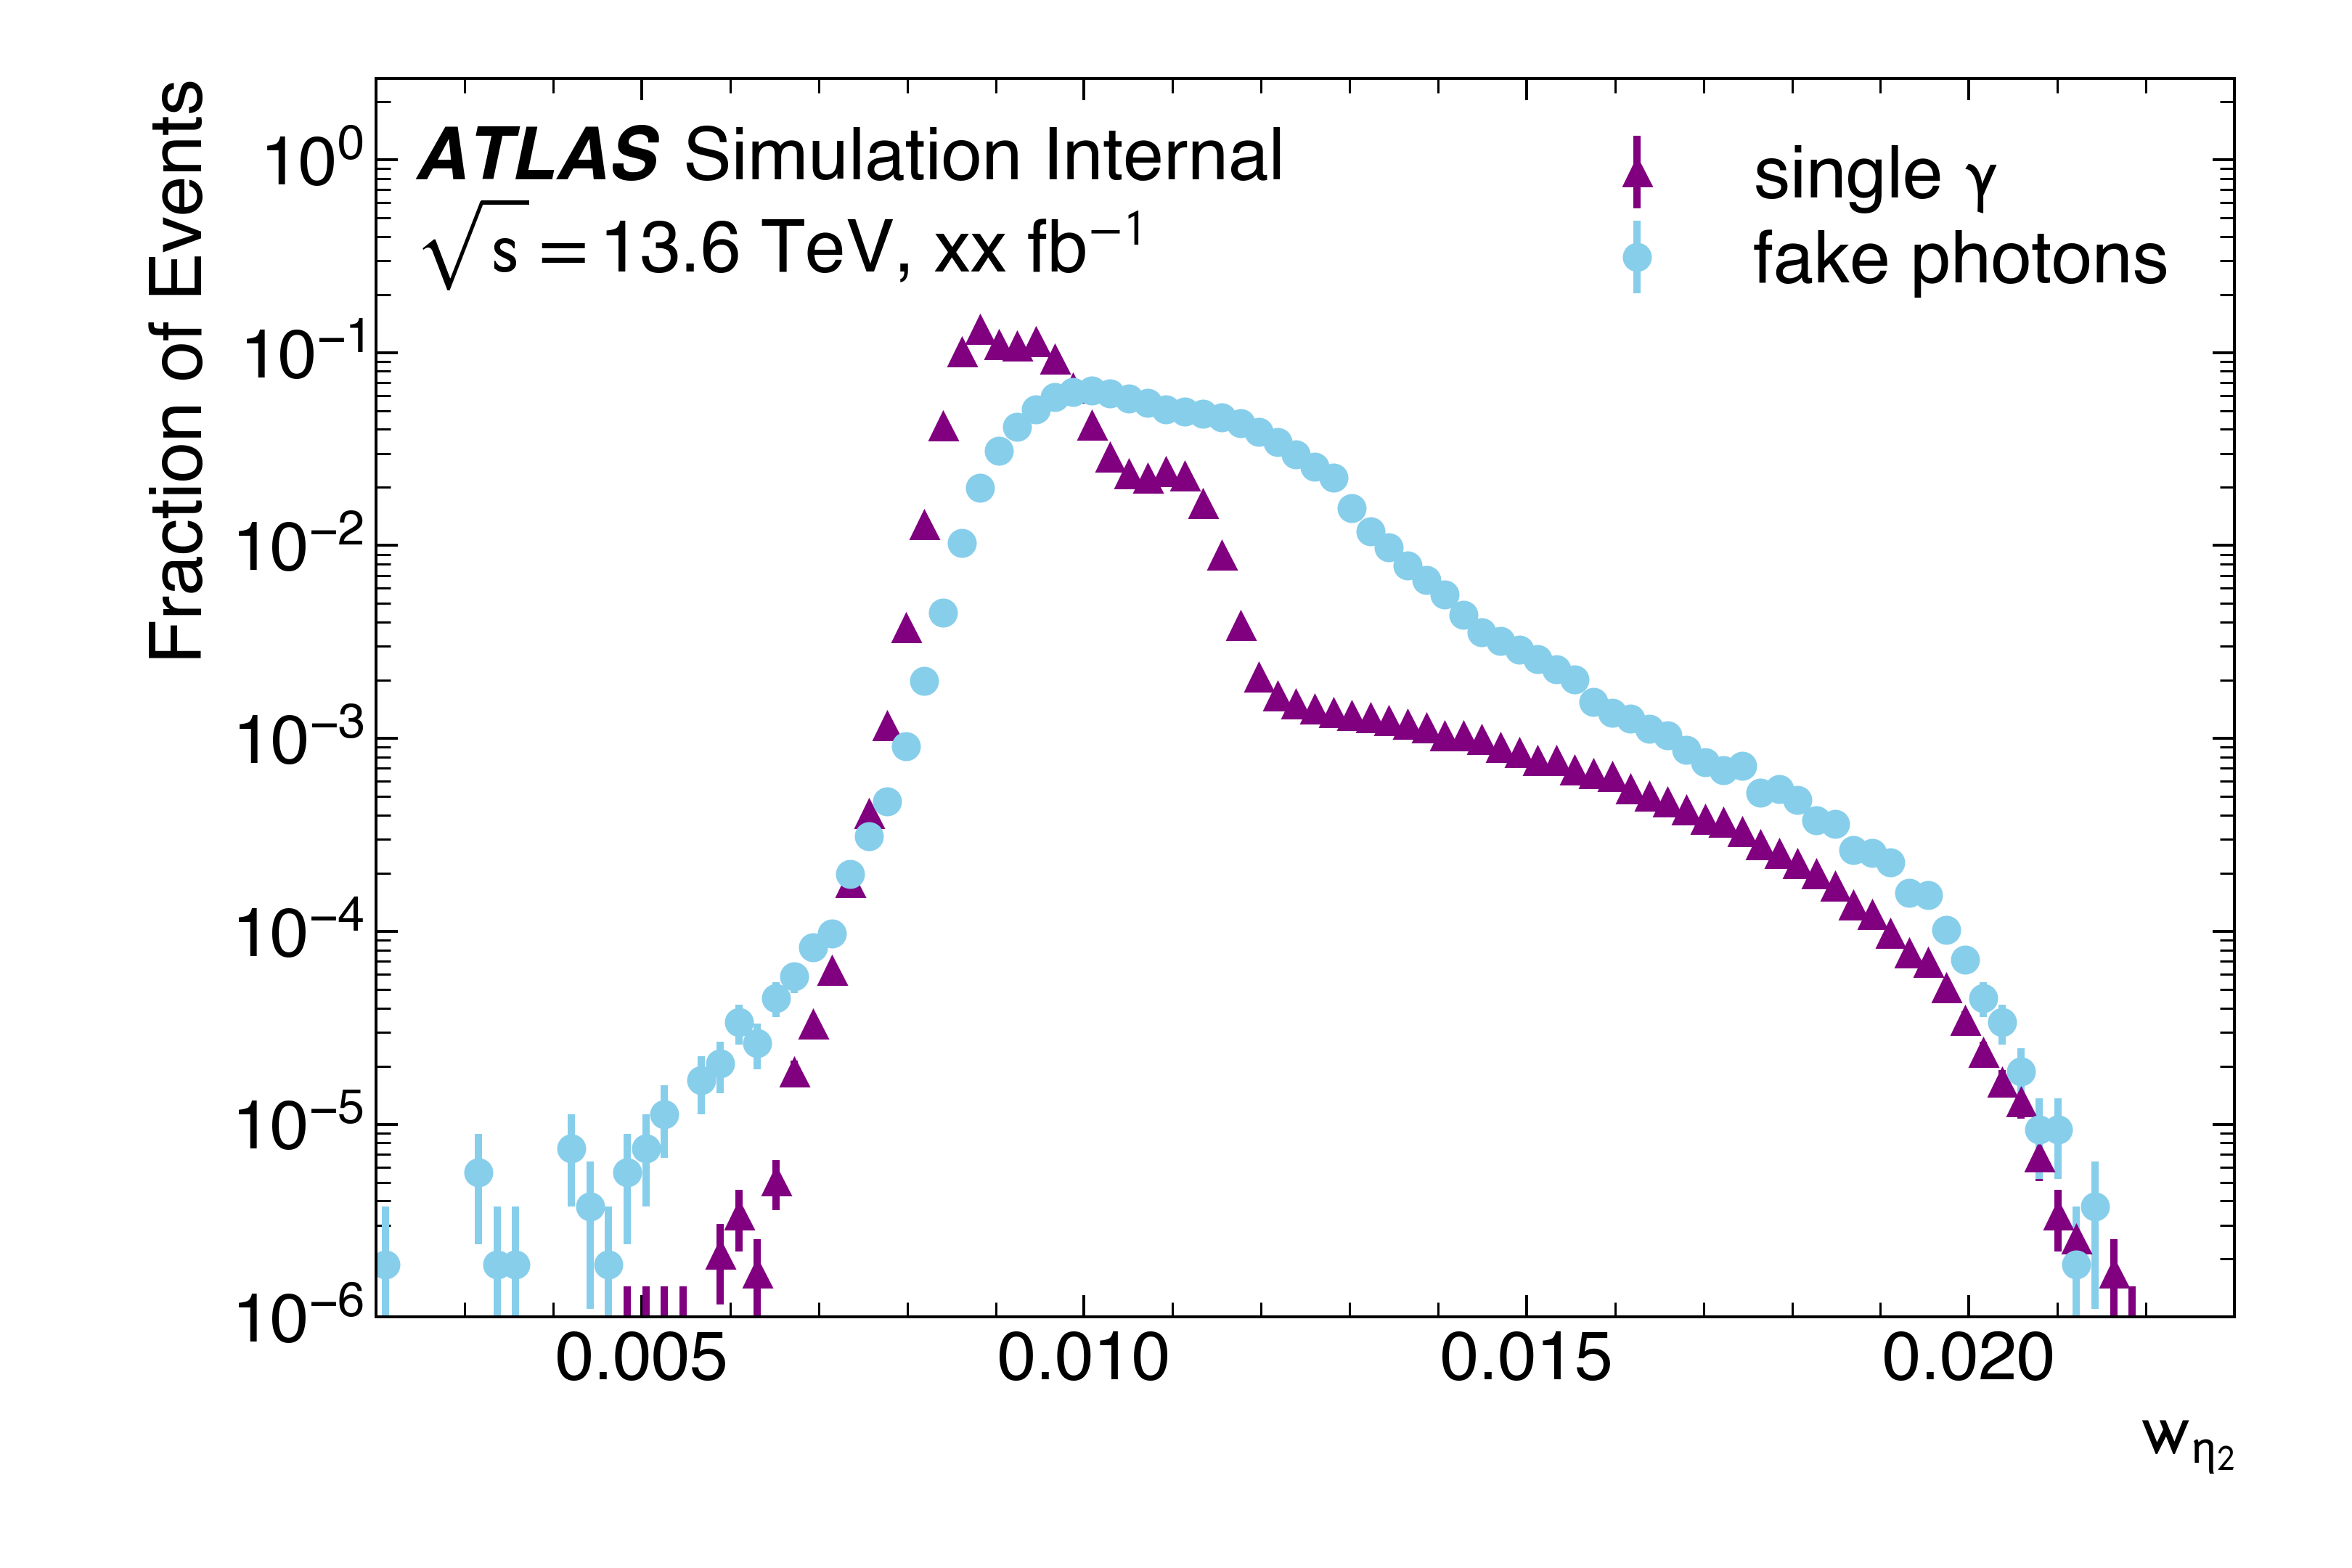 ATLAS Simulation Internal
√s = 13.6 TeV, xx fb⁻¹
single γ
fake photons
Fraction of Events
10⁰
10⁻¹
10⁻²
10⁻³
10⁻⁴
10⁻⁵
10⁻⁶
0.005 0.010 0.015 0.020
w_η₂